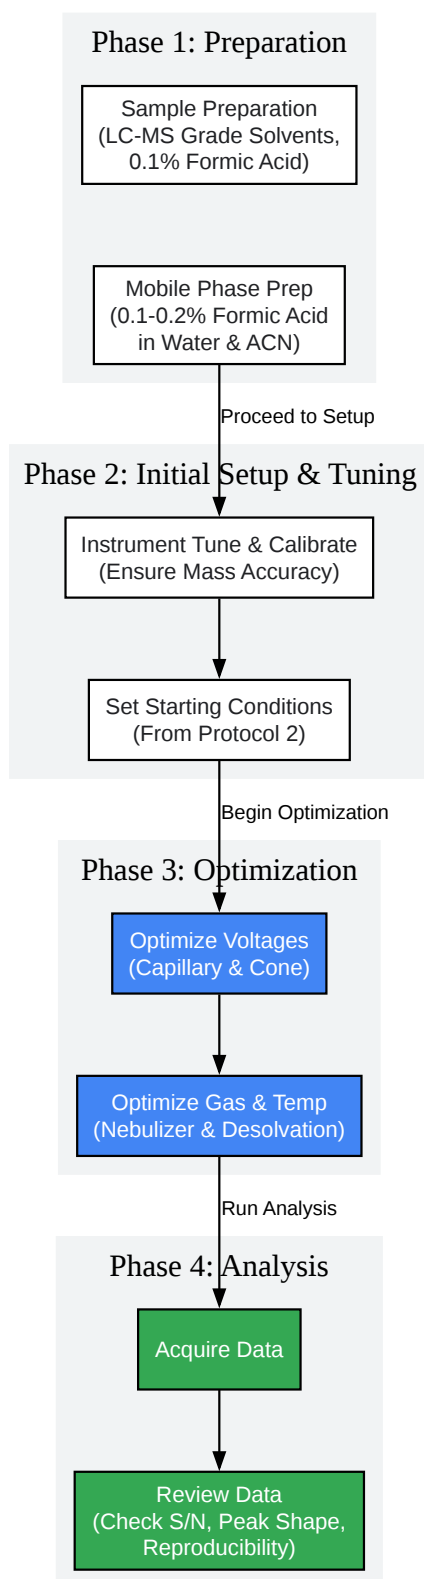 Phase 1: Preparation
Sample Preparation
(LC-MS Grade Solvents,
0.1% Formic Acid)
Mobile Phase Prep
(0.1-0.2% Formic Acid
in Water & ACN)
Proceed to Setup
Phase 2: Initial Setup & Tuning
Instrument Tune & Calibrate
(Ensure Mass Accuracy)
Set Starting Conditions
(From Protocol 2)
Begin Optimization
Phase 3: Optimization
Optimize Voltages
(Capillary & Cone)
Optimize Gas & Temp
(Nebulizer & Desolvation)
Run Analysis
Phase 4: Analysis
Acquire Data
Review Data
(Check S/N, Peak Shape,
Reproducibility)